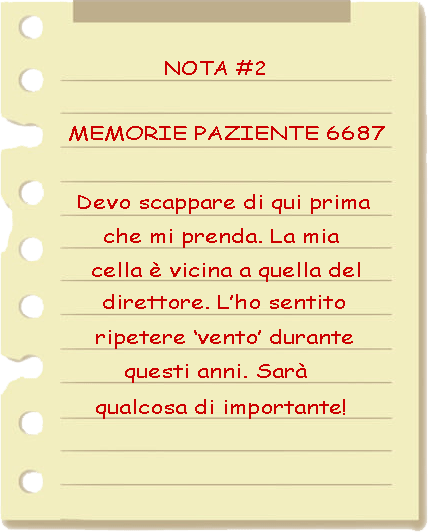 NOTA #2
MEMORIE PAZIENTE 6687
Devo scappare di qui prima
che mi prenda. La mia
cella è vicina a quella del
direttore. L'ho sentito
ripetere 'vento' durante
questi anni. Sarà
qualcosa di importante!